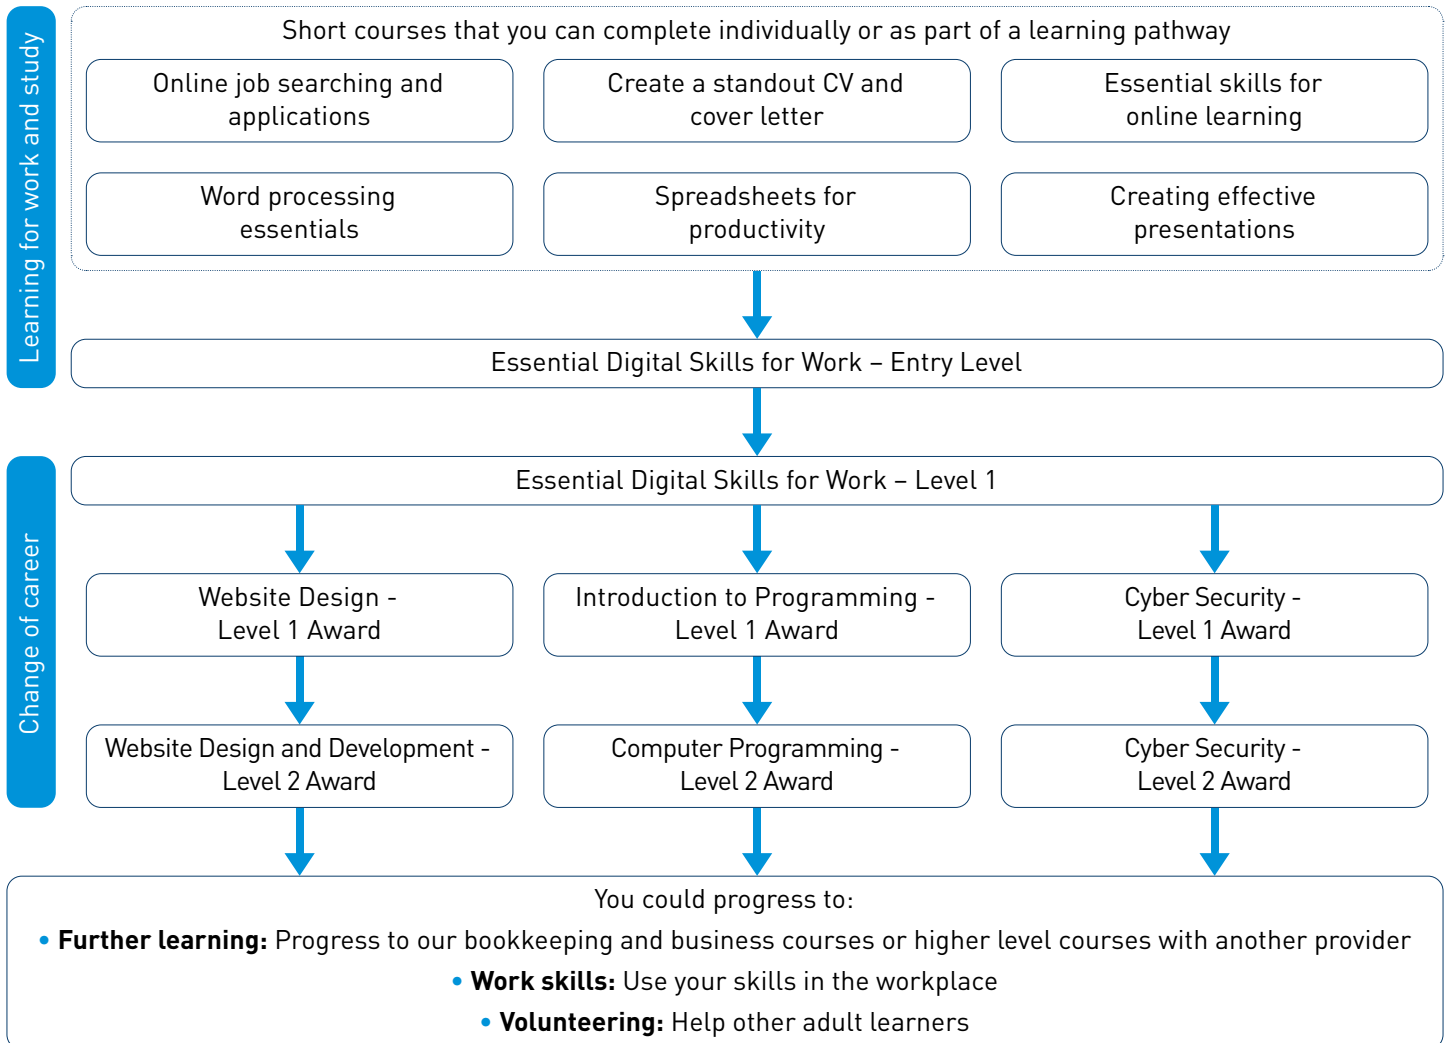 Learning for work and study
Short courses that you can complete individually or as part of a learning pathway
Online job searching and
applications
Create a standout CV and
cover letter
Essential skills for
online learning
Word processing
essentials
Spreadsheets for
productivity
Creating effective
presentations
Essential Digital Skills for Work – Entry Level
Change of career
Essential Digital Skills for Work – Level 1
Website Design -
Level 1 Award
Introduction to Programming -
Level 1 Award
Cyber Security -
Level 1 Award
Website Design and Development -
Level 2 Award
Computer Programming -
Level 2 Award
Cyber Security -
Level 2 Award
You could progress to:
• Further learning: Progress to our bookkeeping and business courses or higher level courses with another provider
• Work skills: Use your skills in the workplace
• Volunteering: Help other adult learners